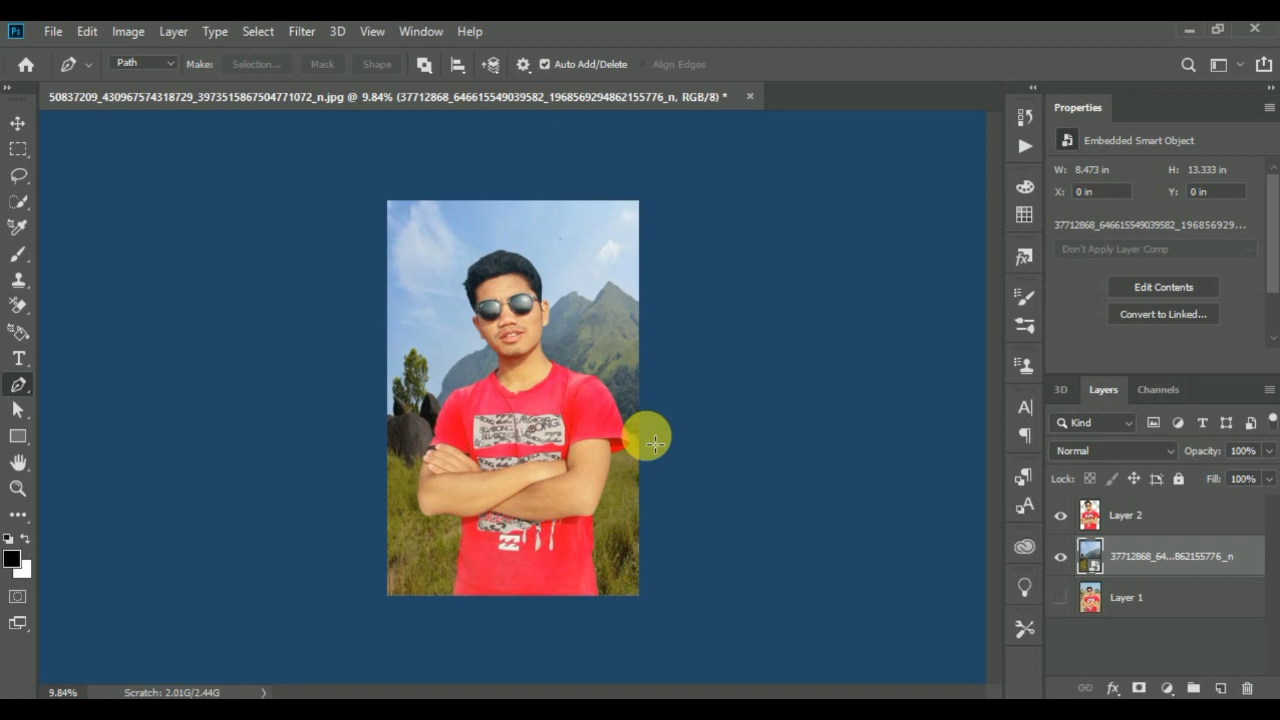 Ps File Edit Image Layer Type Select Filter 3D View Window Help
Path Make: Selection... Mask Shape Auto Add/Delete Align Edges
50837209_430967574318729_3973515867504771072_n.jpg @ 9.84% (37712868_646615549039582_1968569294862155776_n, RGB/8) *
Properties
Embedded Smart Object
W: 8.473 in H: 13.333 in
X: 0 in Y: 0 in
37712868_646615549039582_196856929...
Don't Apply Layer Comp
Edit Contents
Convert to Linked...
3D Layers Channels
Kind
Normal Opacity: 100%
Lock: Fill: 100%
Layer 2
37712868_64...862155776_n
Layer 1
9.84% Scratch: 2.01G/2.44G